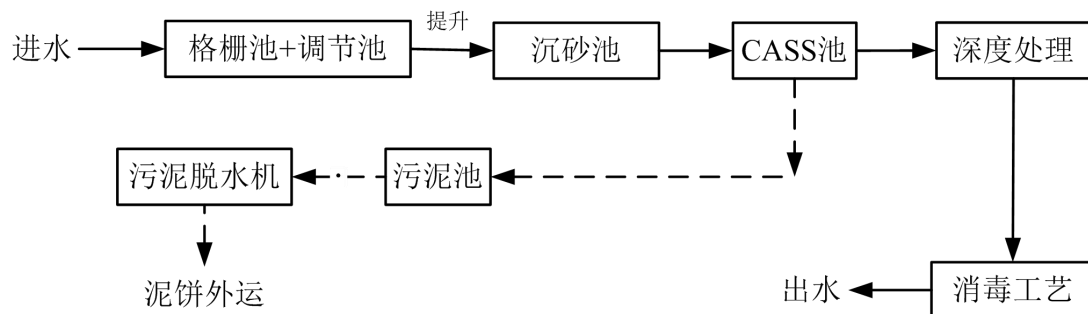 提升
进水
格栅池+调节池
沉砂池
CASS池
深度处理
污泥脱水机
污泥池
泥饼外运
出水
消毒工艺